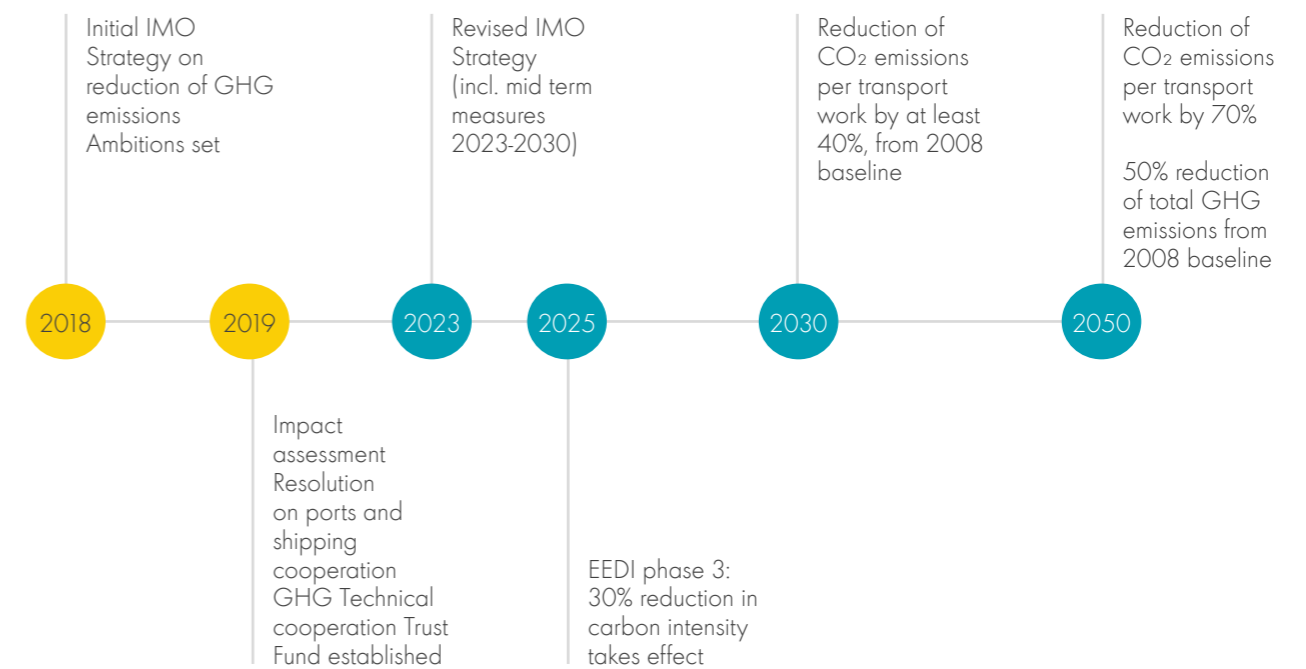 Initial IMO
Strategy on
reduction of GHG
emissions
Ambitions set
Revised IMO
Strategy
(incl. mid term
measures
2023-2030)
Reduction of
CO2 emissions
per transport
work by at least
40%, from 2008
baseline
Reduction of
CO2 emissions
per transport
work by 70%
50% reduction
of total GHG
emissions from
2008 baseline
2018
2019
2023
2025
2030
2050
Impact
assessment
Resolution
on ports and
shipping
cooperation
GHG Technical
cooperation Trust
Fund established
EEDI phase 3:
30% reduction in
carbon intensity
takes effect